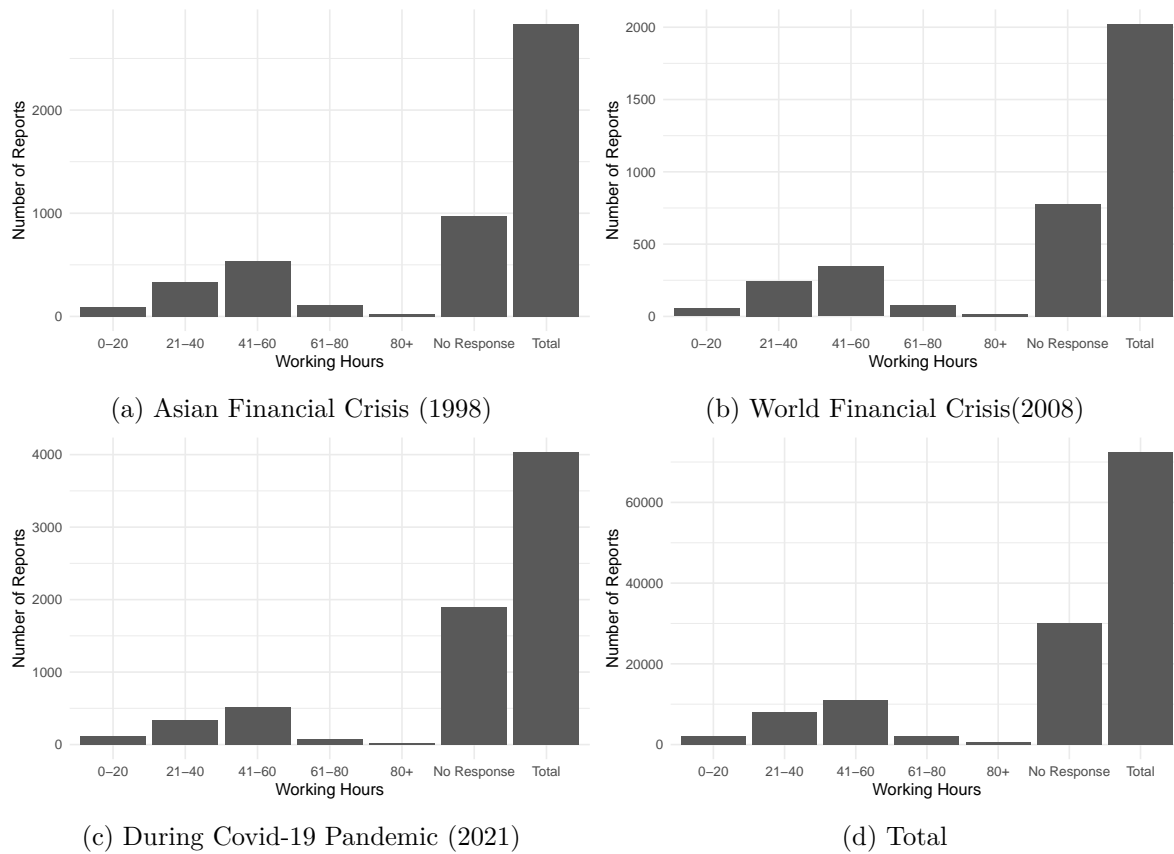 Number of Reports
2000
1000
0
0–20 21–40 41–60 61–80 80+ No Response Total
Working Hours
(a) Asian Financial Crisis (1998)
Number of Reports
2000
1500
1000
500
0
0–20 21–40 41–60 61–80 80+ No Response Total
Working Hours
(b) World Financial Crisis(2008)
Number of Reports
4000
3000
2000
1000
0
0–20 21–40 41–60 61–80 80+ No Response Total
Working Hours
(c) During Covid-19 Pandemic (2021)
Number of Reports
60000
40000
20000
0
0–20 21–40 41–60 61–80 80+ No Response Total
Working Hours
(d) Total